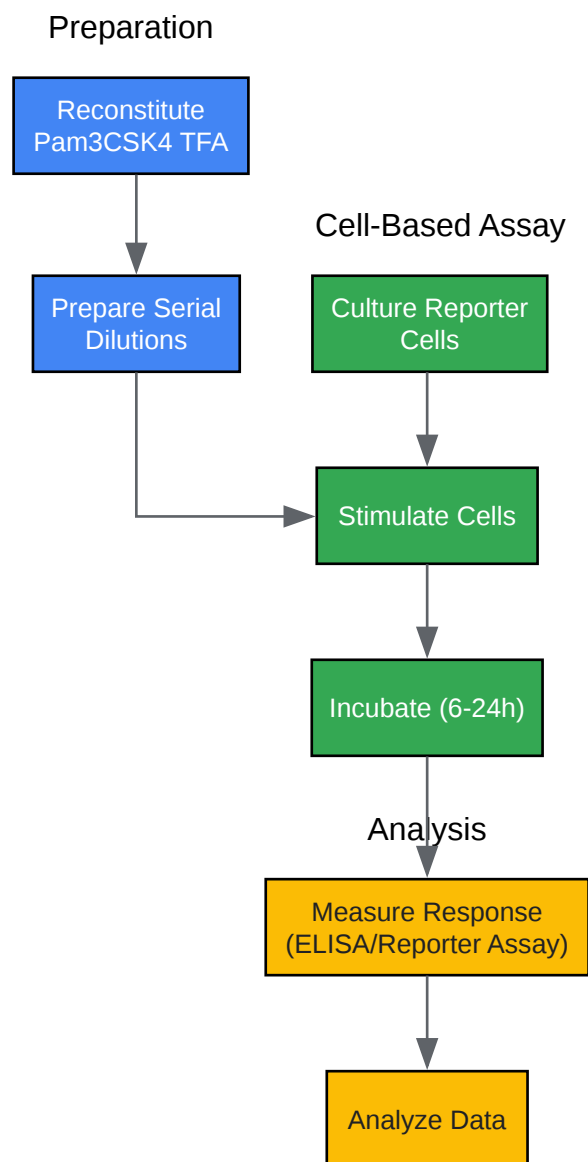 Preparation
Reconstitute
Pam3CSK4 TFA
Prepare Serial
Dilutions
Cell-Based Assay
Culture Reporter
Cells
Stimulate Cells
Incubate (6-24h)
Analysis
Measure Response
(ELISA/Reporter Assay)
Analyze Data